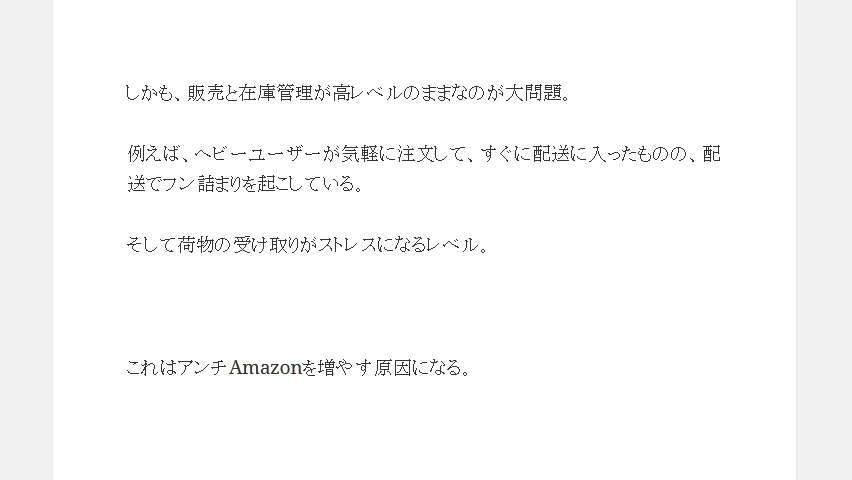 しかも、販売と在庫管理が高レベルのままなのが大問題。
例えば、ヘビーユーザーが気軽に注文して、すぐに配送に入ったものの、配
送でフン詰まりを起こしている。
そして荷物の受け取りがストレスになるレベル。
これはアンチAmazonを増やす原因になる。